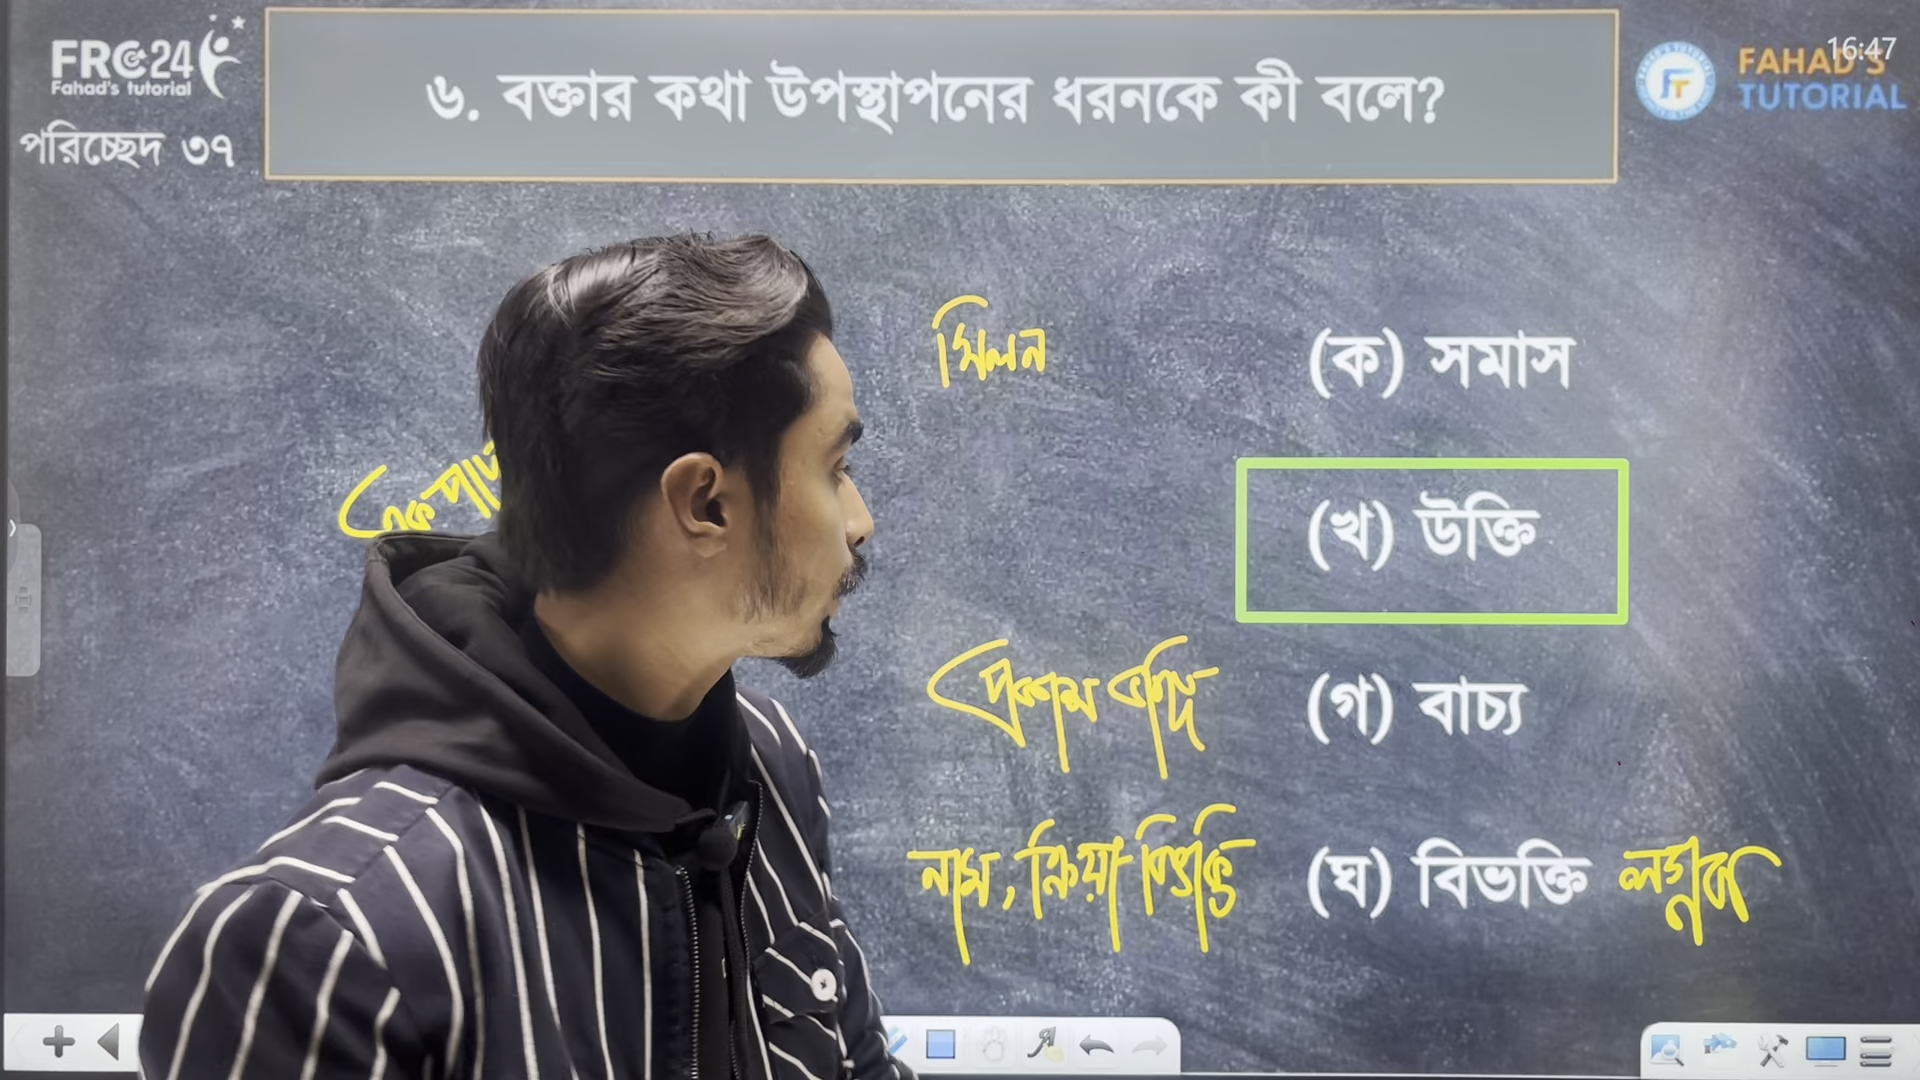 FRC24
Fahad's tutorial
পরিচ্ছেদ ৩৭
৬. বক্তার কথা উপস্থাপনের ধরনকে কী বলে?
16:47
FAHAD'S
TUTORIAL
মিলন
(ক) সমাস
(খ) উক্তি
প্রকাশ ভঙ্গি
(গ) বাচ্য
নাম, ক্রিয়া বিভক্তি
(ঘ) বিভক্তি
লগ্নক